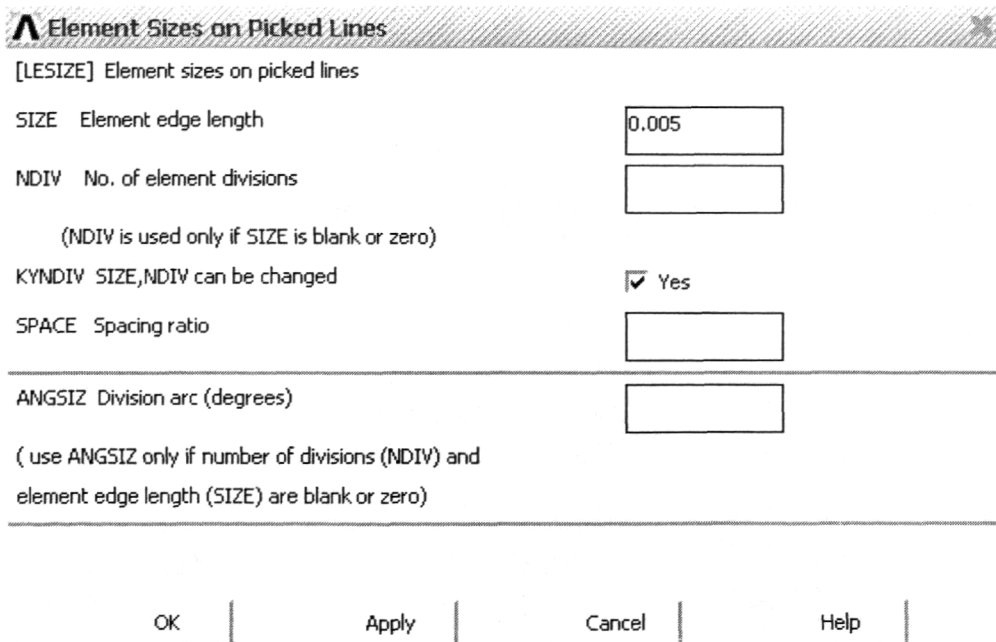 Element Sizes on Picked Lines
[LESIZE] Element sizes on picked lines
SIZE Element edge length 0.005
NDIV No. of element divisions
(NDIV is used only if SIZE is blank or zero)
KYNDIV SIZE,NDIV can be changed Yes
SPACE Spacing ratio
ANGSIZ Division arc (degrees)
( use ANGSIZ only if number of divisions (NDIV) and
element edge length (SIZE) are blank or zero)
OK Apply Cancel Help